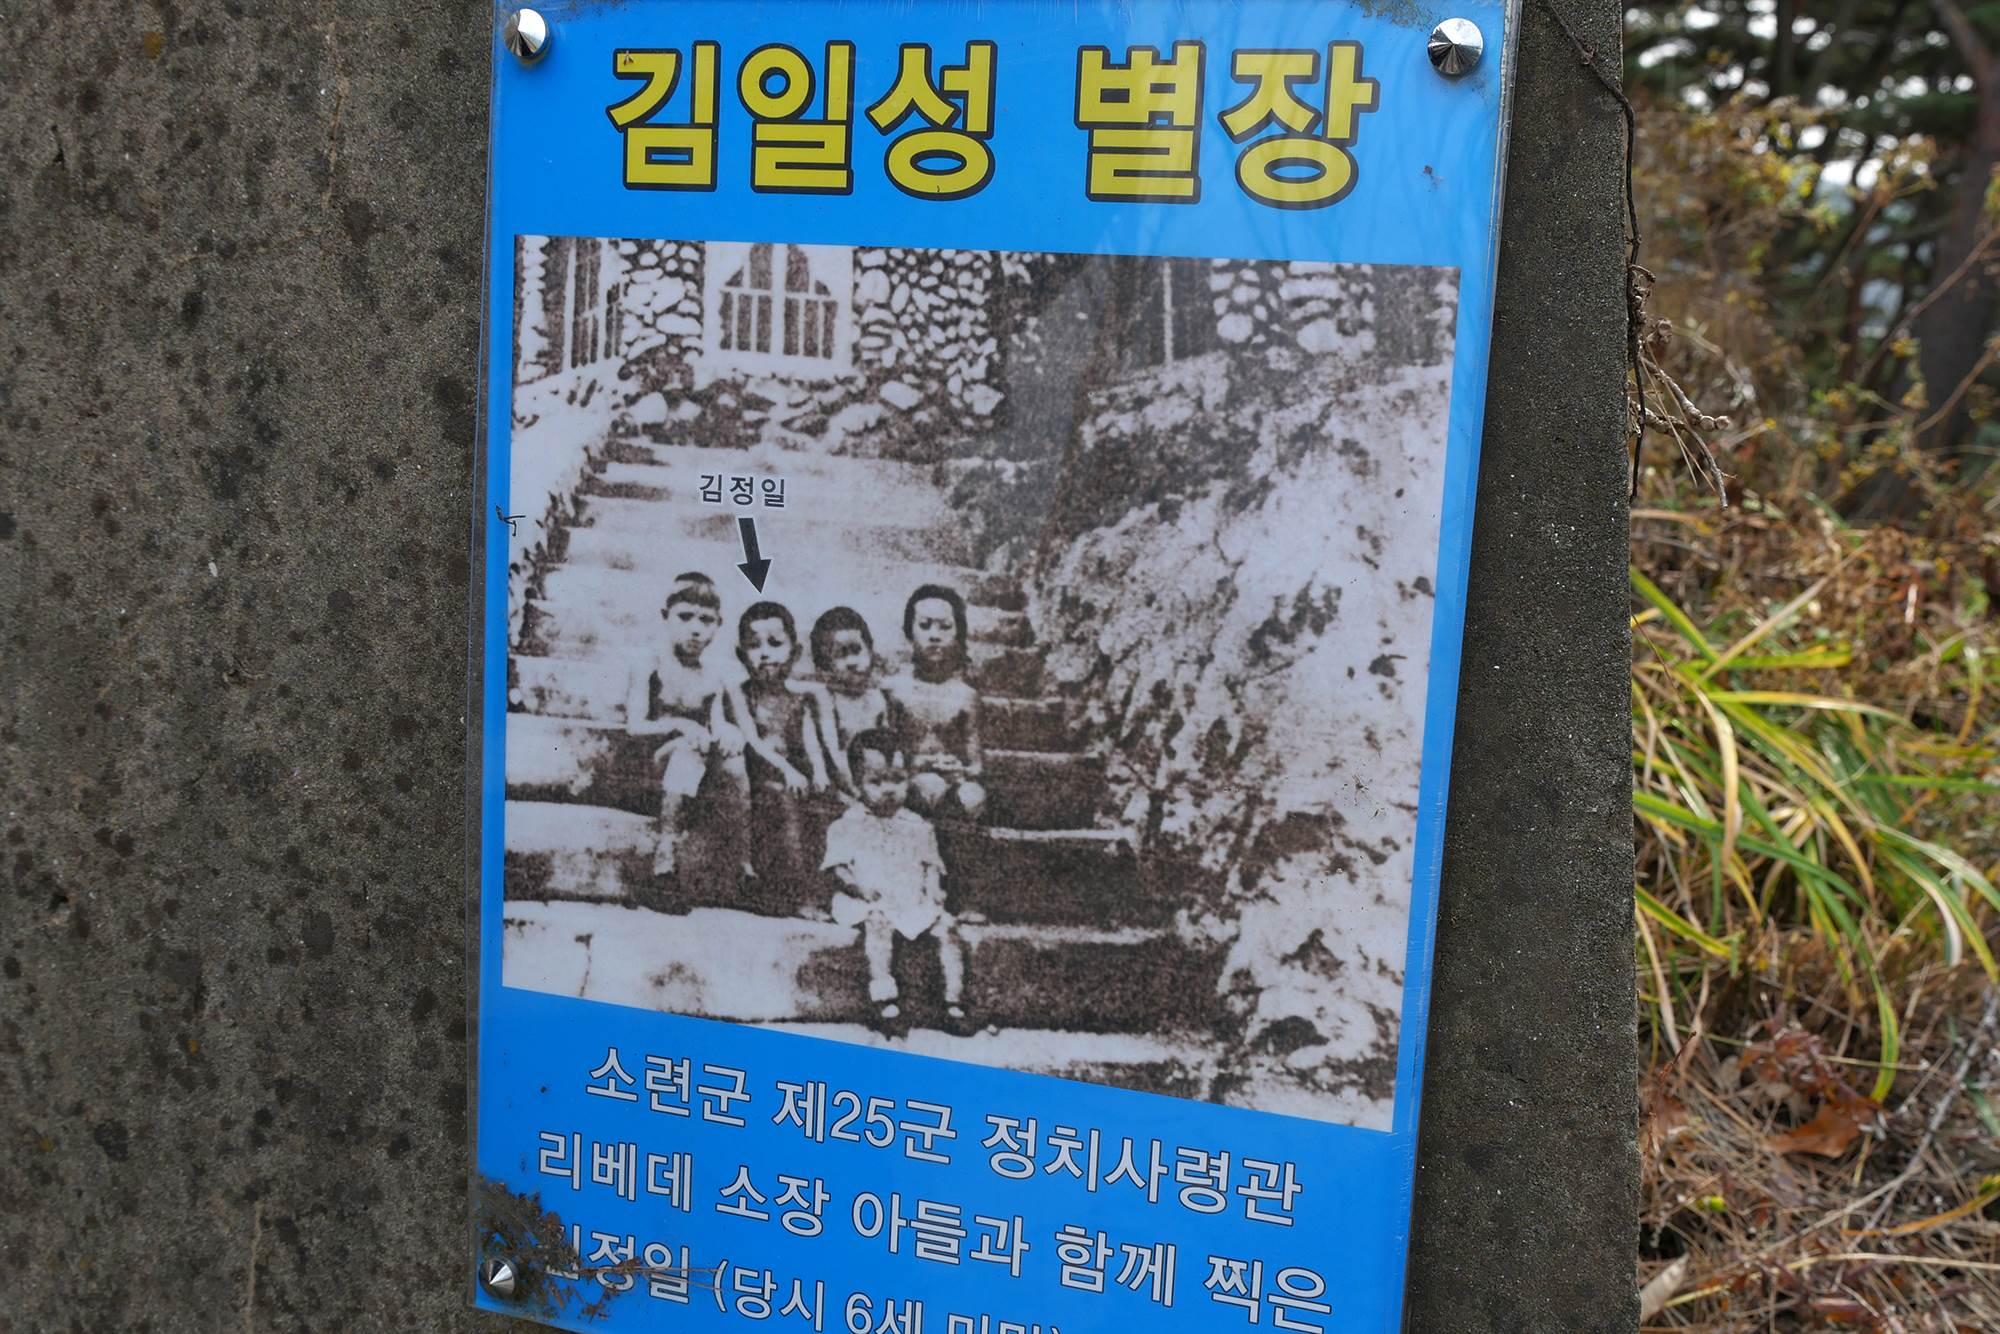 김일성 별장
김정일
소련군 제25군 정치사령관
리베데 소장 아들과 함께 찍은
김정일 (당시 6세